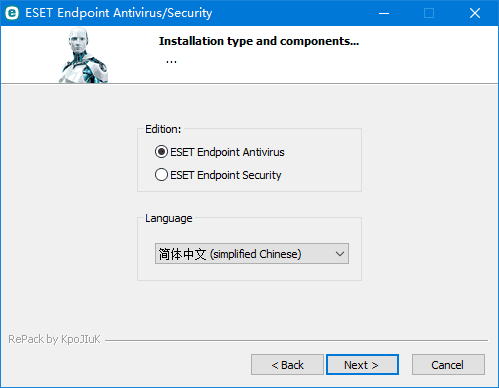 ESET Endpoint Antivirus/Security
Installation type and components...
...
Edition:
ESET Endpoint Antivirus
ESET Endpoint Security
Language
简体中文 (simplified Chinese)
RePack by KpoJIuK
< Back
Next >
Cancel